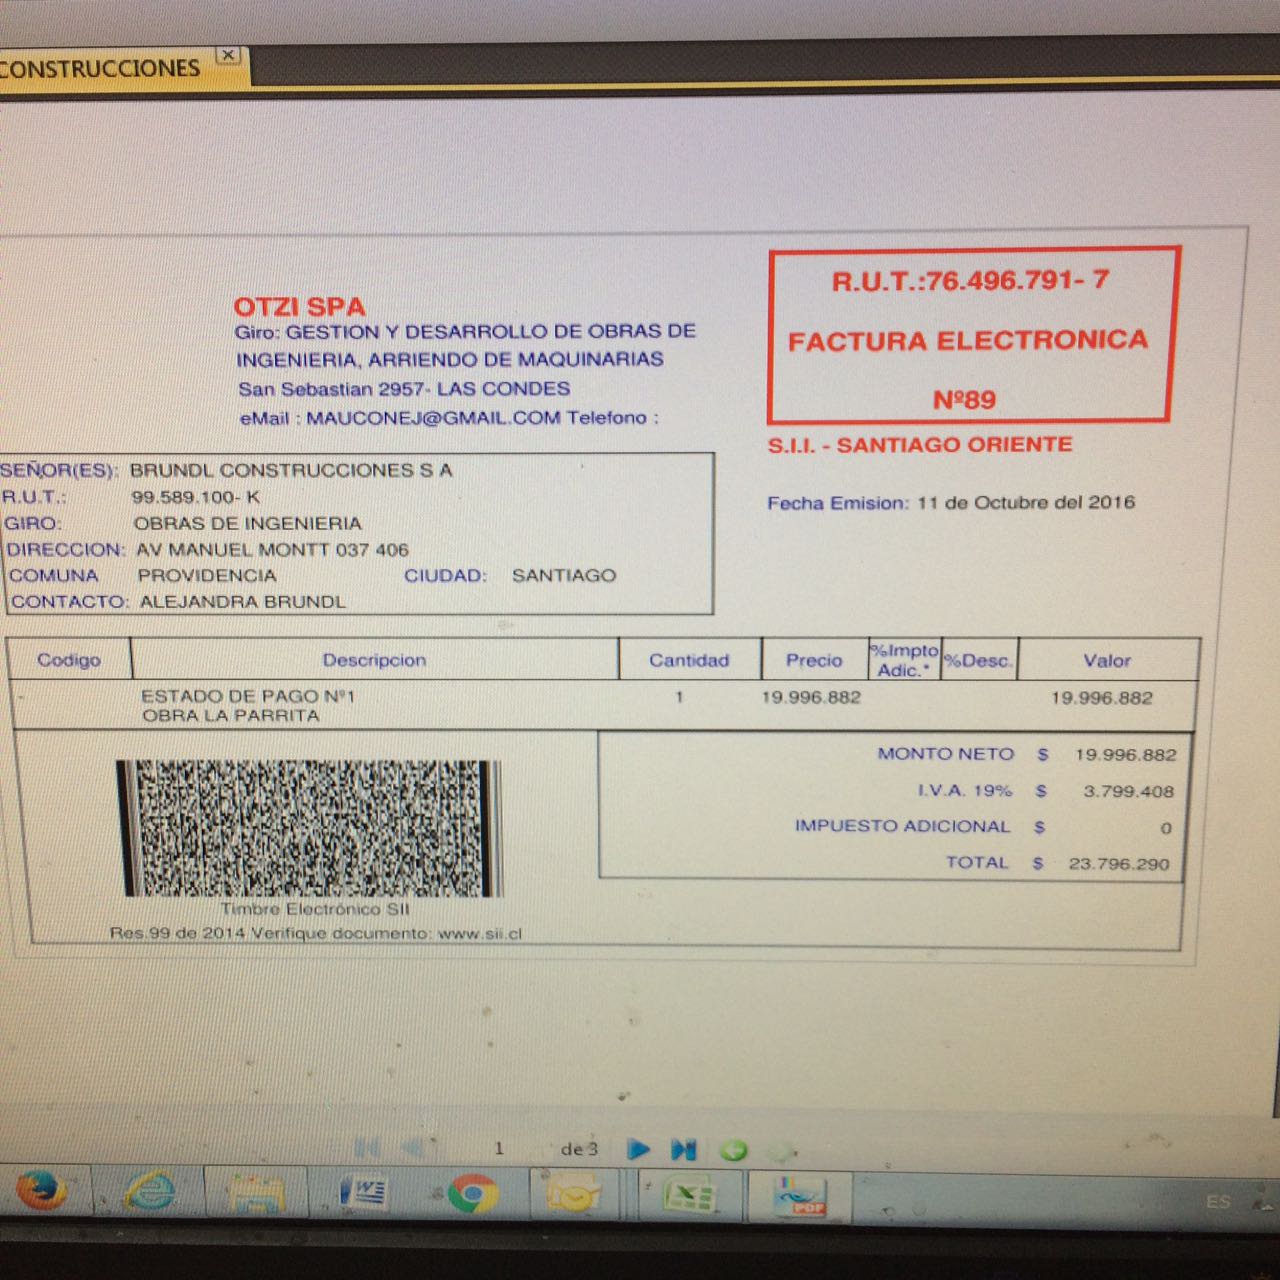 CONSTRUCCIONES
OTZI SPA
Giro: GESTION Y DESARROLLO DE OBRAS DE
INGENIERIA, ARRIENDO DE MAQUINARIAS
San Sebastian 2957- LAS CONDES
eMail : MAUCONEJ@GMAIL.COM Telefono :
R.U.T.:76.496.791- 7
FACTURA ELECTRONICA
Nº89
S.I.I. - SANTIAGO ORIENTE
Fecha Emision: 11 de Octubre del 2016
SEÑOR(ES): BRUNDL CONSTRUCCIONES S A
R.U.T.: 99.589.100- K
GIRO: OBRAS DE INGENIERIA
DIRECCION: AV MANUEL MONTT 037 406
COMUNA PROVIDENCIA CIUDAD: SANTIAGO
CONTACTO: ALEJANDRA BRUNDL
Codigo Descripcion Cantidad Precio %Impto Adic.* %Desc. Valor
- ESTADO DE PAGO Nº1 1 19.996.882 19.996.882
OBRA LA PARRITA
MONTO NETO $ 19.996.882
I.V.A. 19% $ 3.799.408
IMPUESTO ADICIONAL $ 0
TOTAL $ 23.796.290
Timbre Electrónico SII
Res.99 de 2014 Verifique documento: www.sii.cl
1 de 3
PDF
ES